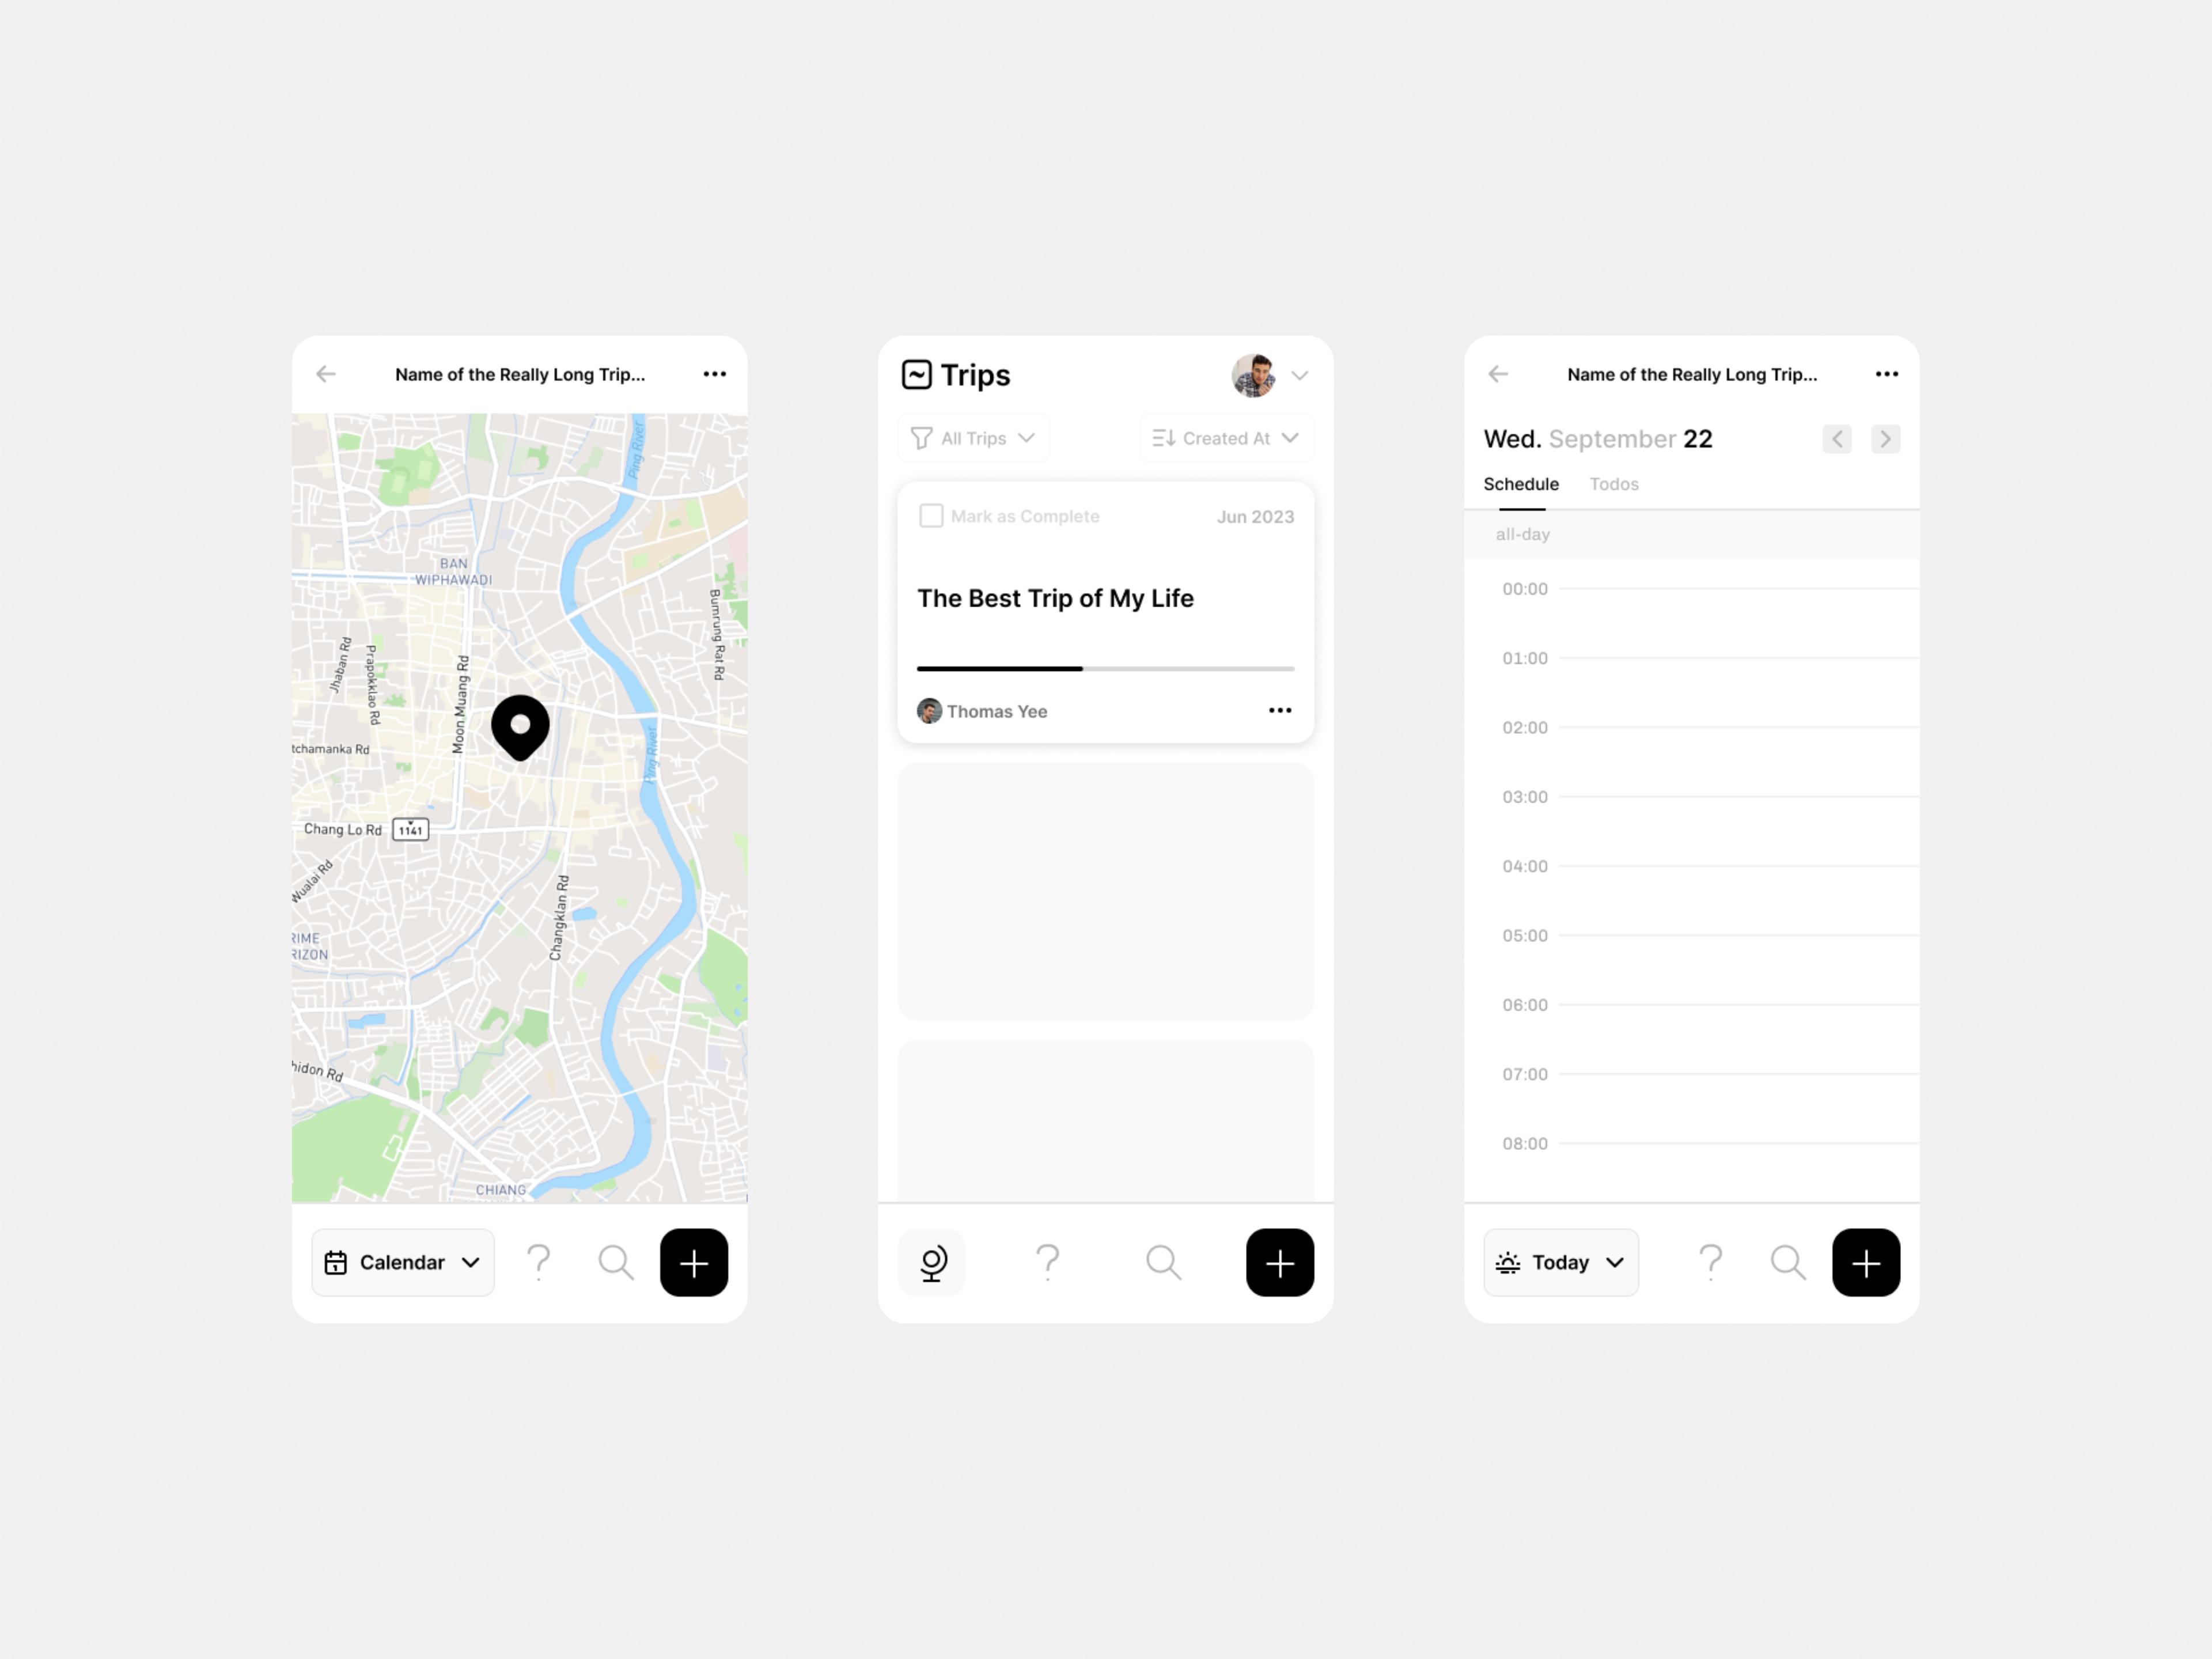 Name of the Really Long Trip...
Ping River
BAN
WIPHAWADI
Bumrung Rat Rd
Jhaban Rd
Prapokklao Rd
Moon Muang Rd
tchamanka Rd
Ping River
Chang Lo Rd
1141
Wualai Rd
Changklan Rd
RIME
RIZON
hidon Rd
CHIANG
Calendar
Trips
All Trips
Created At
Mark as Complete
Jun 2023
The Best Trip of My Life
Thomas Yee
Name of the Really Long Trip...
Wed. September 22
Schedule
Todos
all-day
00:00
01:00
02:00
03:00
04:00
05:00
06:00
07:00
08:00
Today